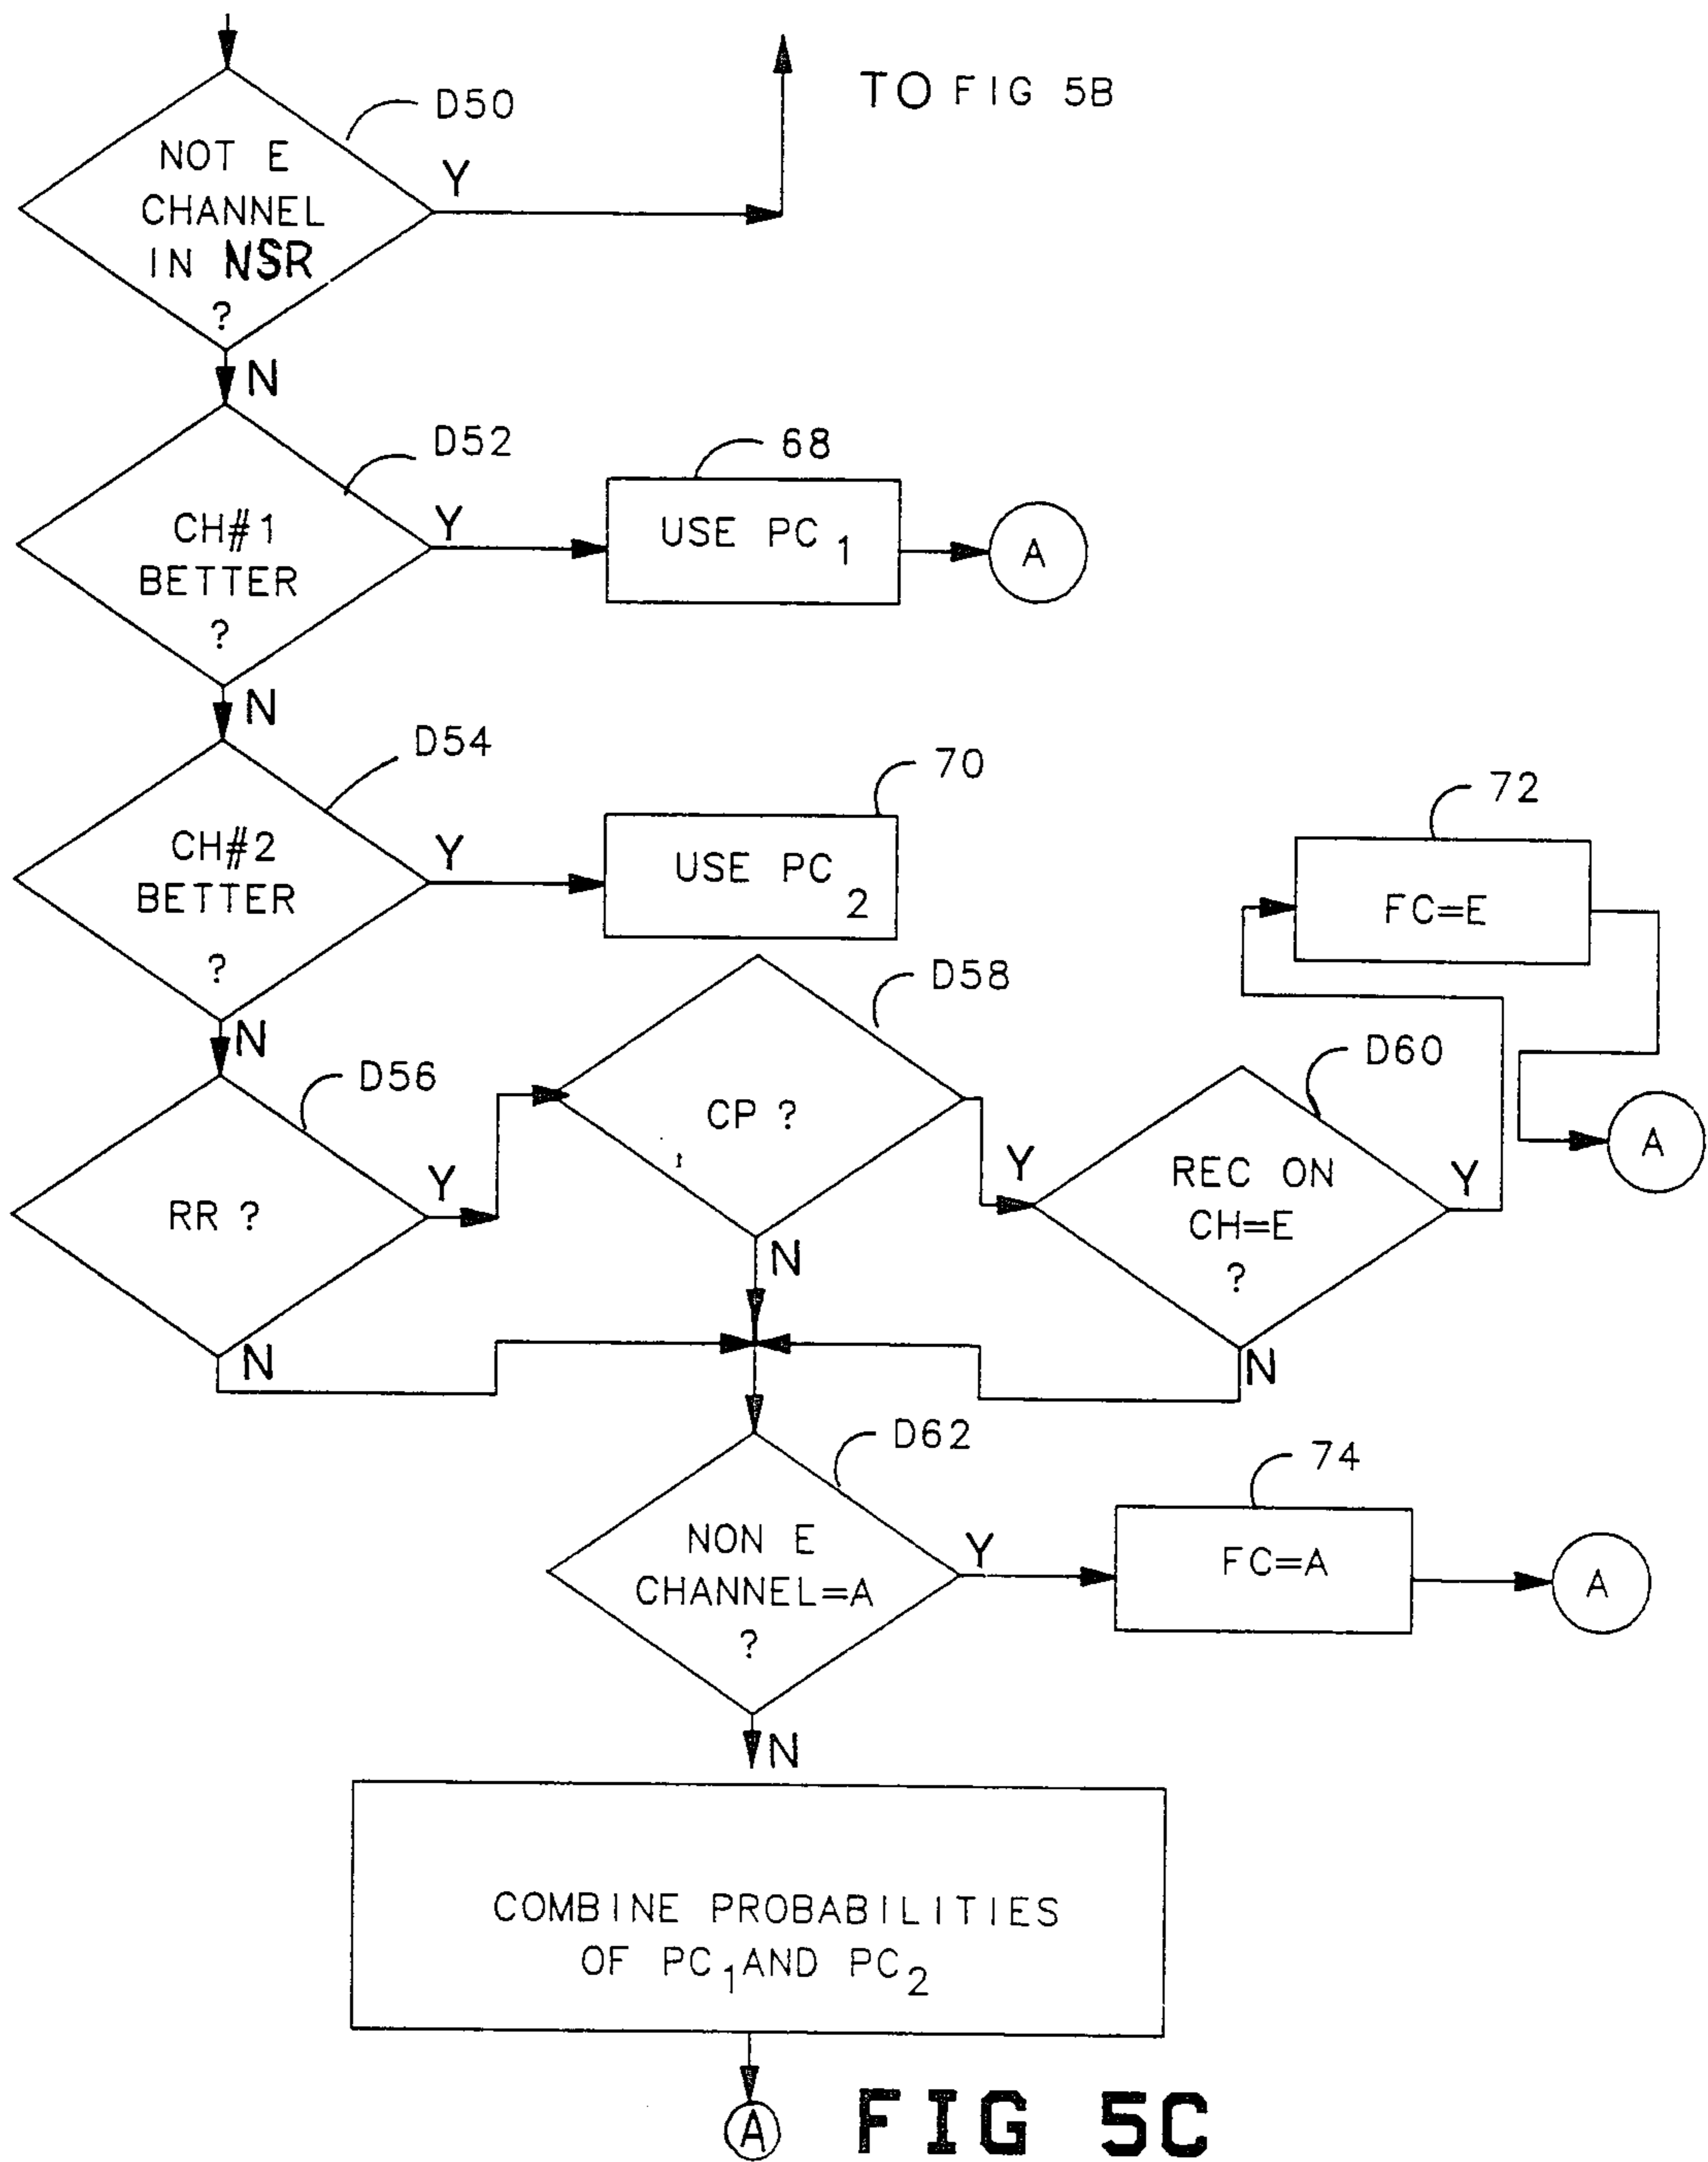 TO FIG 5B
D50
NOT E
CHANNEL
IN NSR
?
Y
N
D52
CH#1
BETTER
?
Y
68
USE PC 1
A
N
D54
CH#2
BETTER
?
Y
70
USE PC 2
N
72
FC=E
A
D56
RR ?
Y
N
D58
CP ?
Y
N
D60
REC ON
CH=E
?
Y
N
D62
NON E
CHANNEL=A
?
Y
74
FC=A
A
N
COMBINE PROBABILITIES
OF PC1 AND PC2
A
FIG 5C